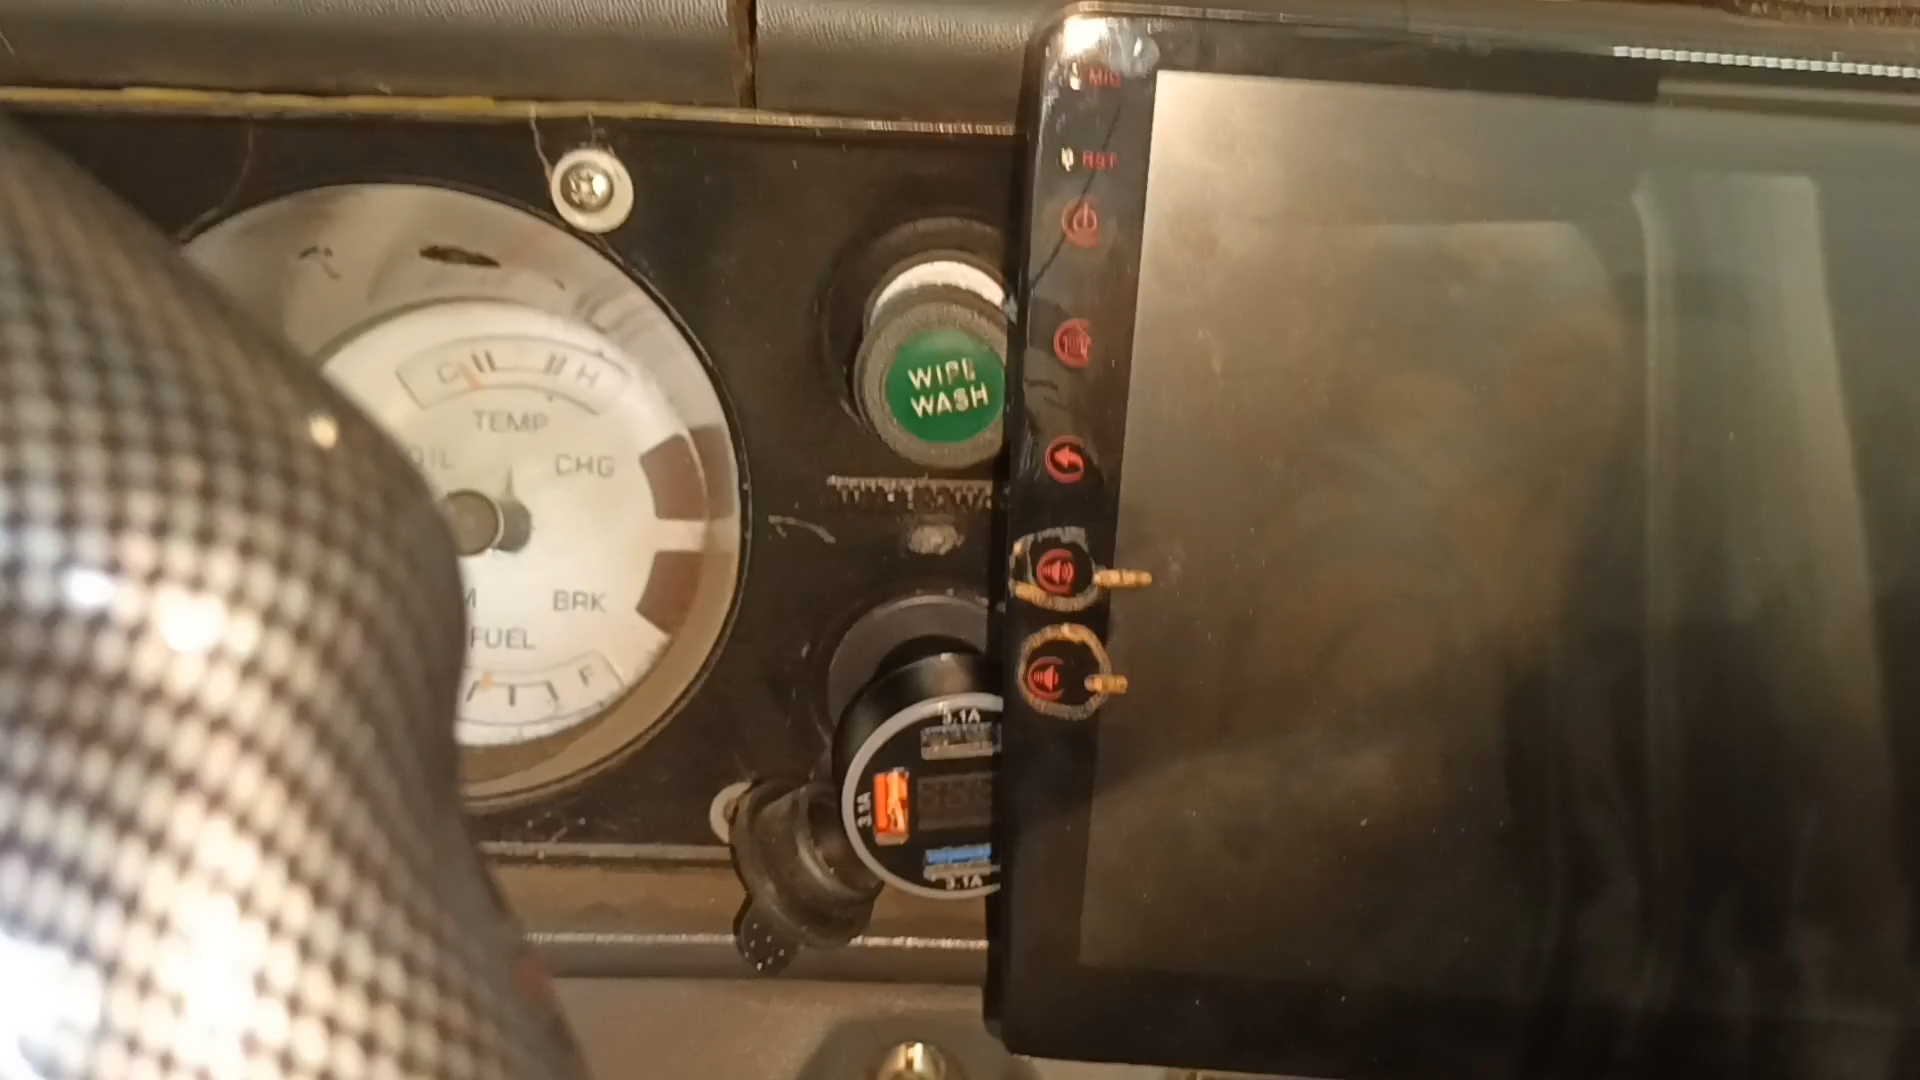 C H
TEMP
OIL CHG
BRK
FUEL
F
WIPE
WASH
MIC
RST
3.1A
3.1A
3.1A